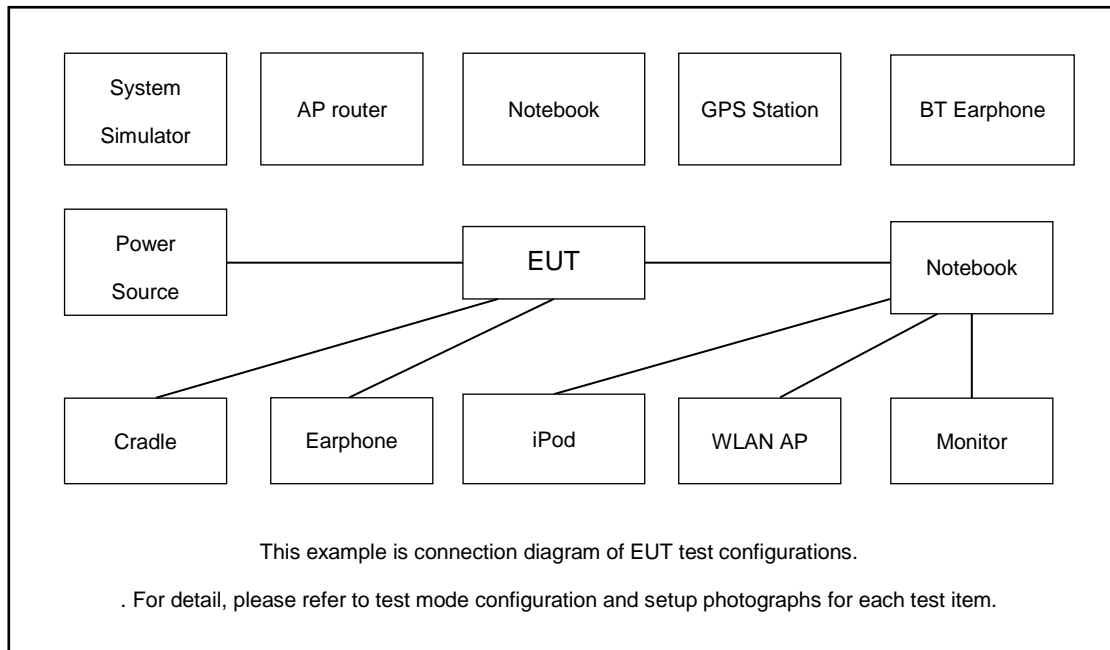 System
Simulator
AP router
Notebook
GPS Station
BT Earphone
Power
Source
EUT
Notebook
Cradle
Earphone
iPod
WLAN AP
Monitor
This example is connection diagram of EUT test configurations.
. For detail, please refer to test mode configuration and setup photographs for each test item.